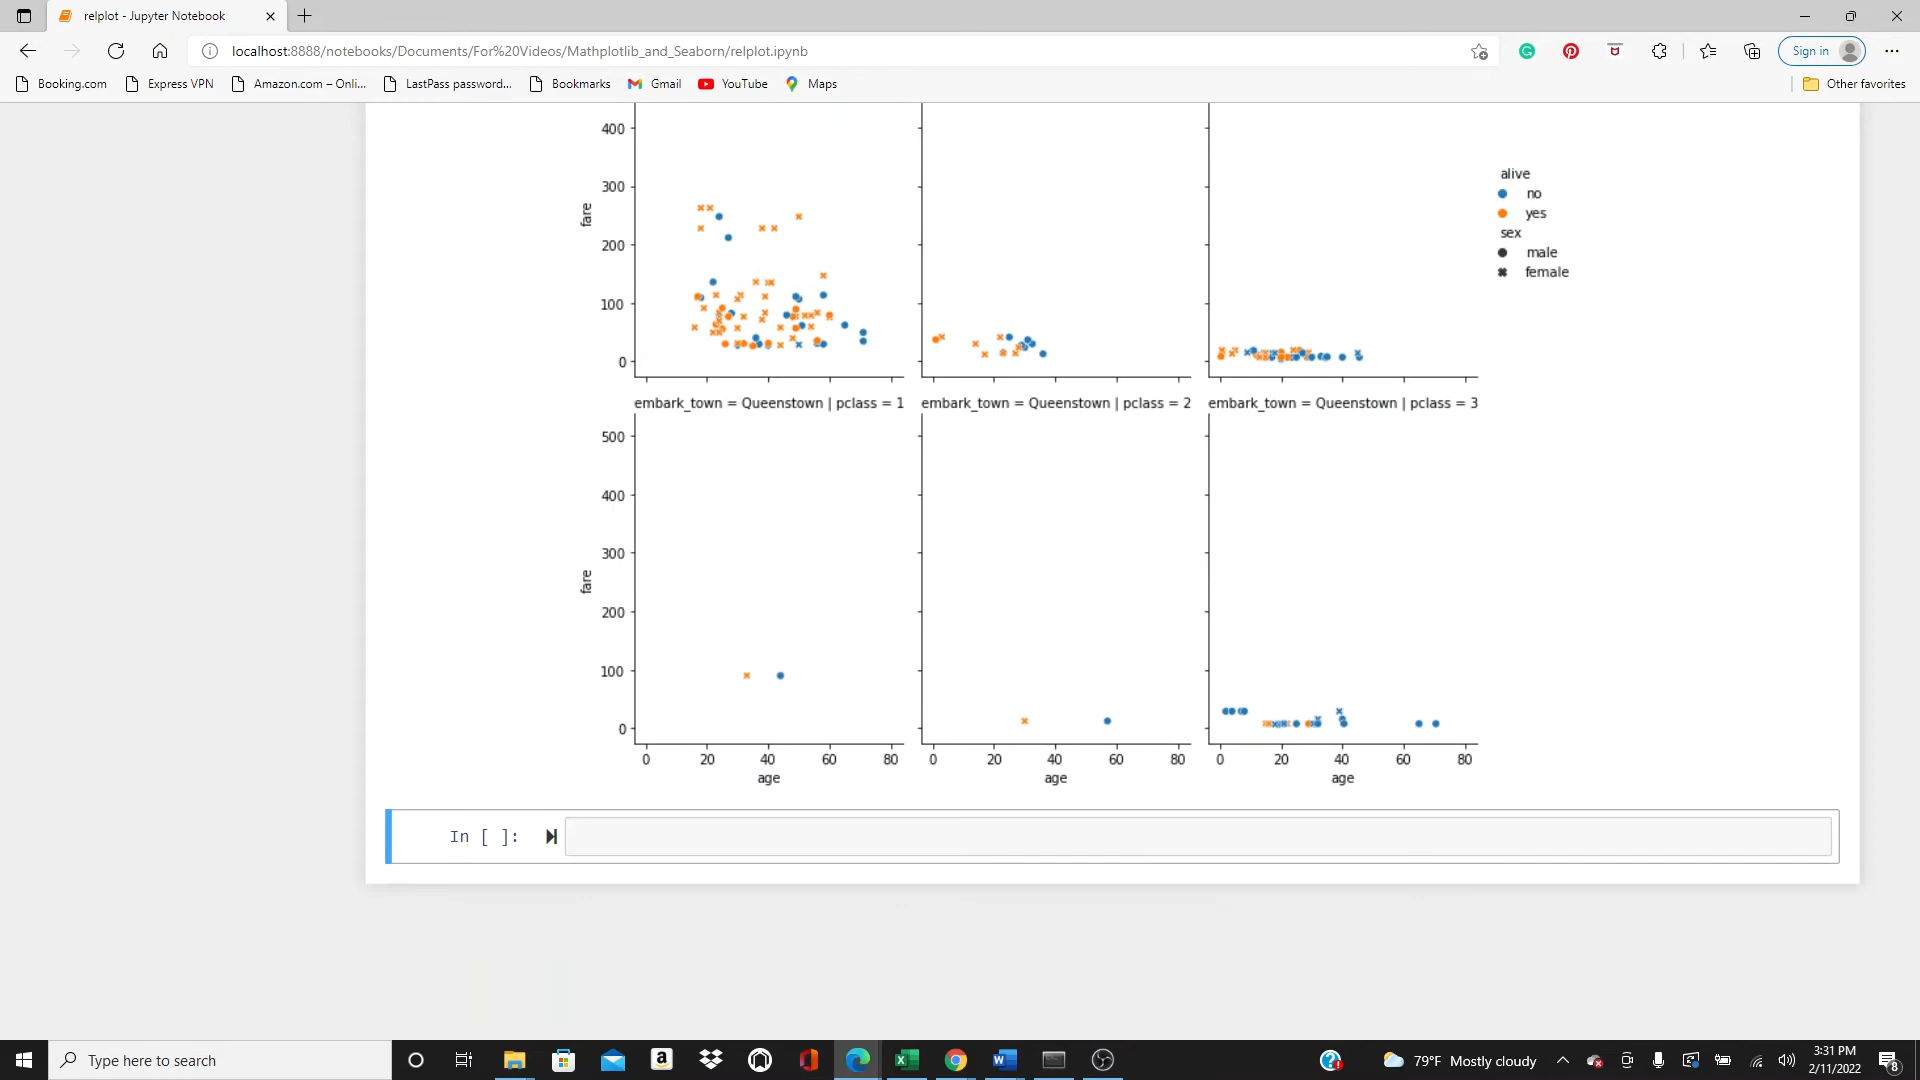 relplot - Jupyter Notebook
localhost:8888/notebooks/Documents/For%20Videos/Mathplotlib_and_Seaborn/relplot.ipynb
Sign in
Booking.com Express VPN Amazon.com – Onli... LastPass password... Bookmarks Gmail YouTube Maps Other favorites
400
300
200
100
0
fare
alive
no
yes
sex
male
female
embark_town = Queenstown | pclass = 1 embark_town = Queenstown | pclass = 2 embark_town = Queenstown | pclass = 3
500
400
300
200
100
0
fare
0 20 40 60 80 0 20 40 60 80 0 20 40 60 80
age age age
In [ ]:
Type here to search
79°F Mostly cloudy
3:31 PM
2/11/2022
8